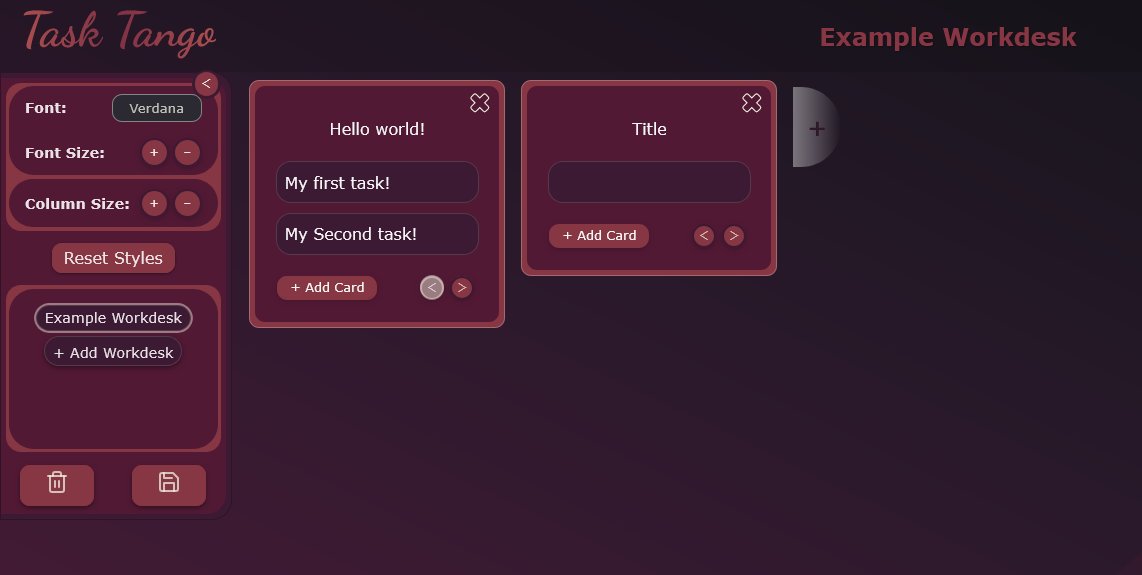 Task Tango
Example Workdesk
<
Font:
Verdana
Font Size:
+
-
Column Size:
+
-
Reset Styles
Example Workdesk
+ Add Workdesk
Hello world!
My first task!
My Second task!
+ Add Card
<
>
Title
+ Add Card
<
>
+